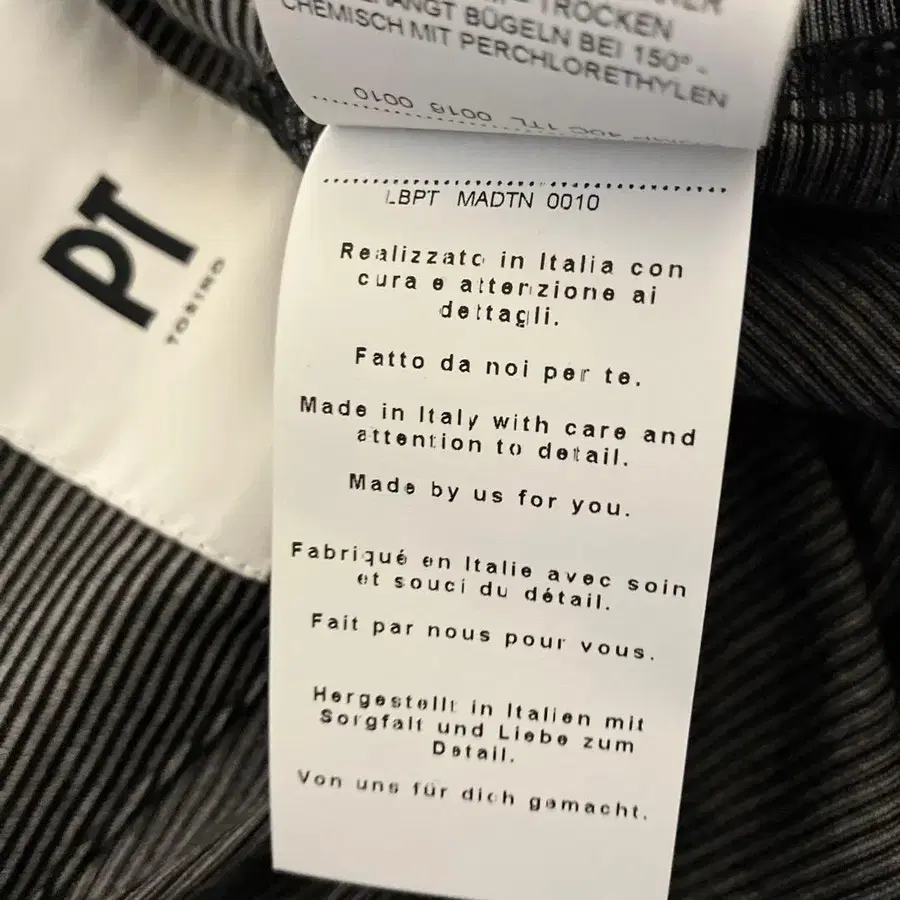 TROCKEN
BÜGELN BEI 150° -
CHEMISCH MIT PERCHLORETHYLEN
0010 0016 1TL
PT
TORINO
LBPT MADTN 0010
Realizzato in Italia con
cura e attenzione ai
dettagli.
Fatto da noi per te.
Made in Italy with care and
attention to detail.
Made by us for you.
Fabriqué en Italie avec soin
et souci du détail.
Fait par nous pour vous.
Hergestellt in Italien mit
Sorgfalt und Liebe zum
Detail.
Von uns für dich gemacht.